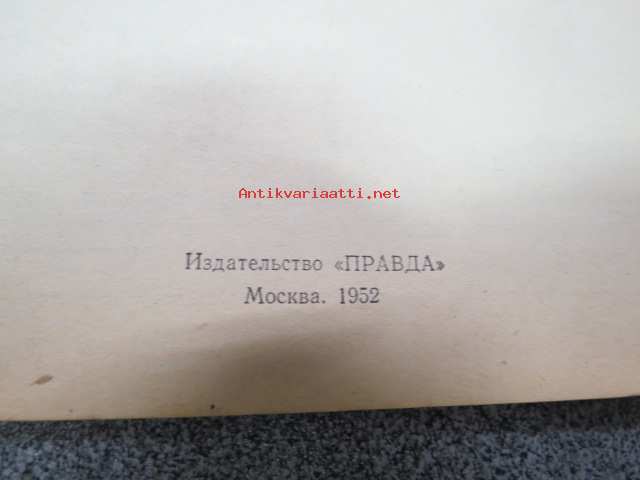 Antikvariaatti.net
Издательство «ПРАВДА»
Москва. 1952